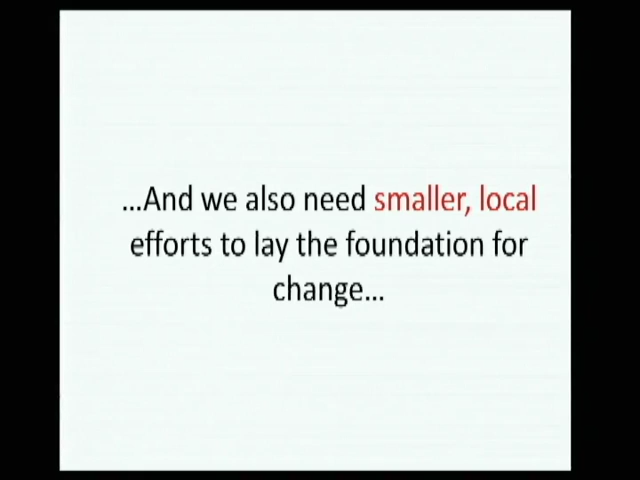 ...And we also need smaller, local
efforts to lay the foundation for
change...